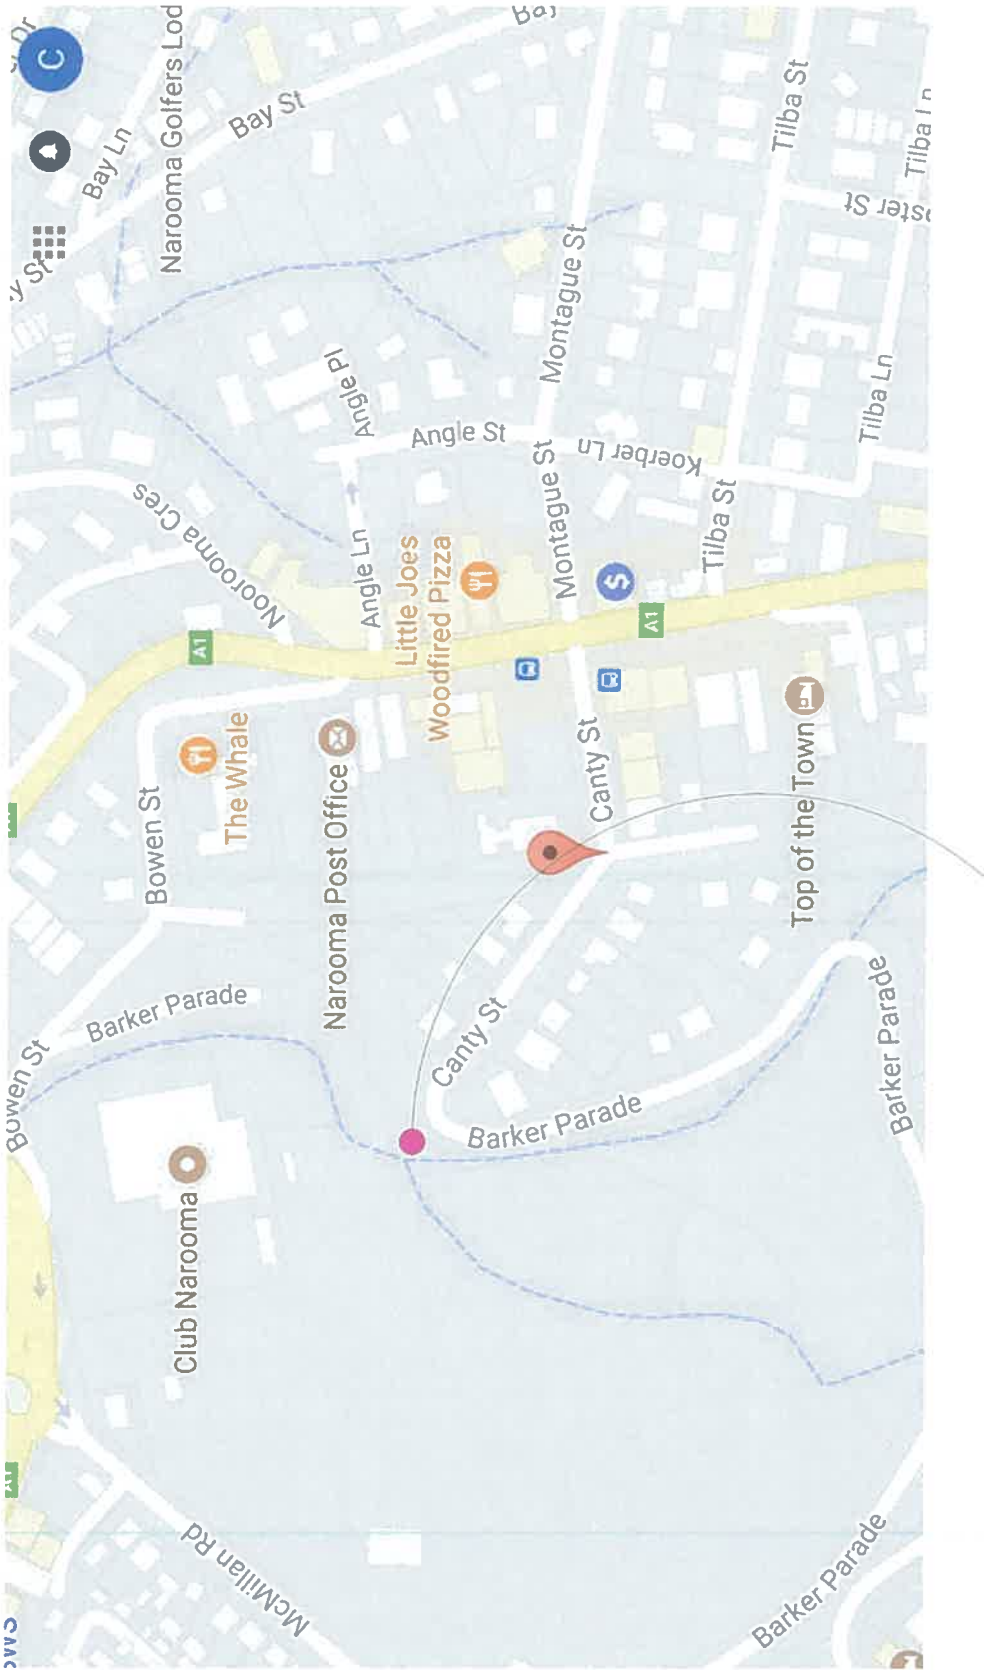 C
Narooma Golfers Lod
Bay Ln
Bay St
Montague St
Tilba St
Tilba Ln
Angle Pl
Angle St
Montague St
Koerber Ln
Tilba St
Tilba Ln
Noorooma Cres
Angle Ln
Little Joes
Woodfired Pizza
A1
A1
$
The Whale
Bowen St
Narooma Post Office
Canty St
Top of the Town
Barker Parade
Bowen St
Canty St
Barker Parade
Barker Parade
Club Narooma
McMillan Rd
Barker Parade